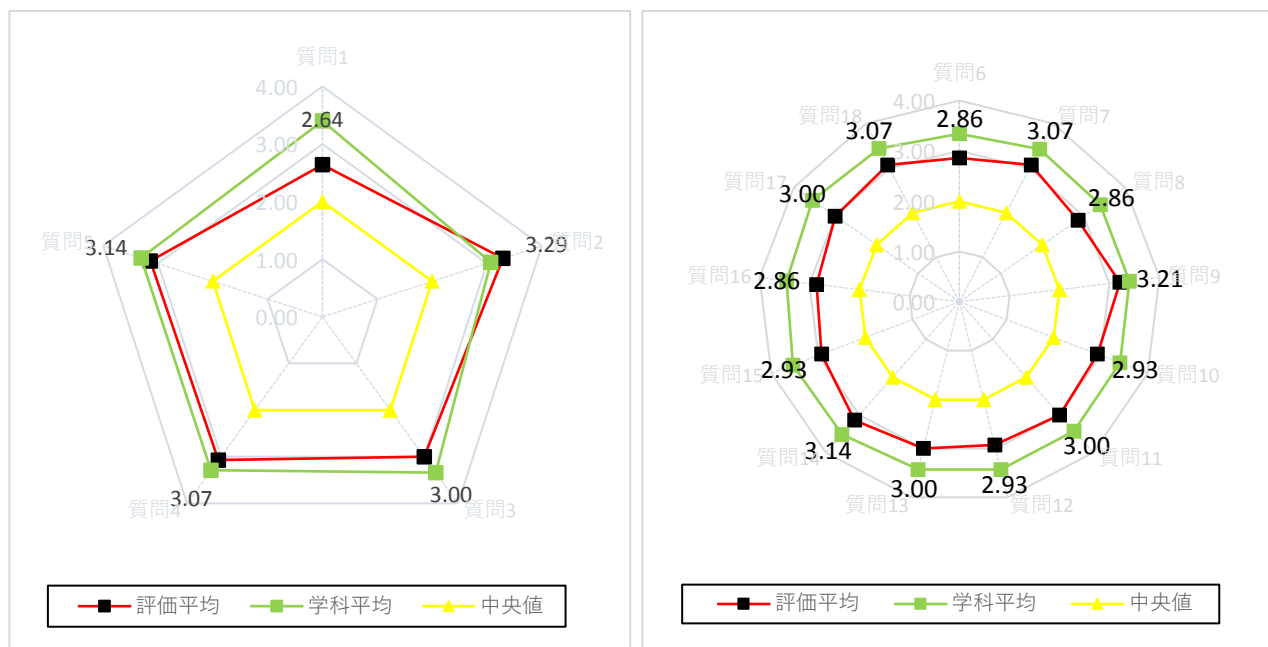 質問1
4.00
2.64
3.00
2.00
1.00
0.00
質問2
3.29
質問3
3.00
質問4
3.07
質問5
3.14
評価平均 学科平均 中央値
質問6
4.00
2.86
3.00
2.00
1.00
0.00
質問7
3.07
質問8
2.86
質問9
3.21
質問10
2.93
質問11
3.00
質問12
2.93
質問13
3.00
質問14
3.14
質問15
2.93
質問16
2.86
質問17
3.00
質問18
3.07
評価平均 学科平均 中央値